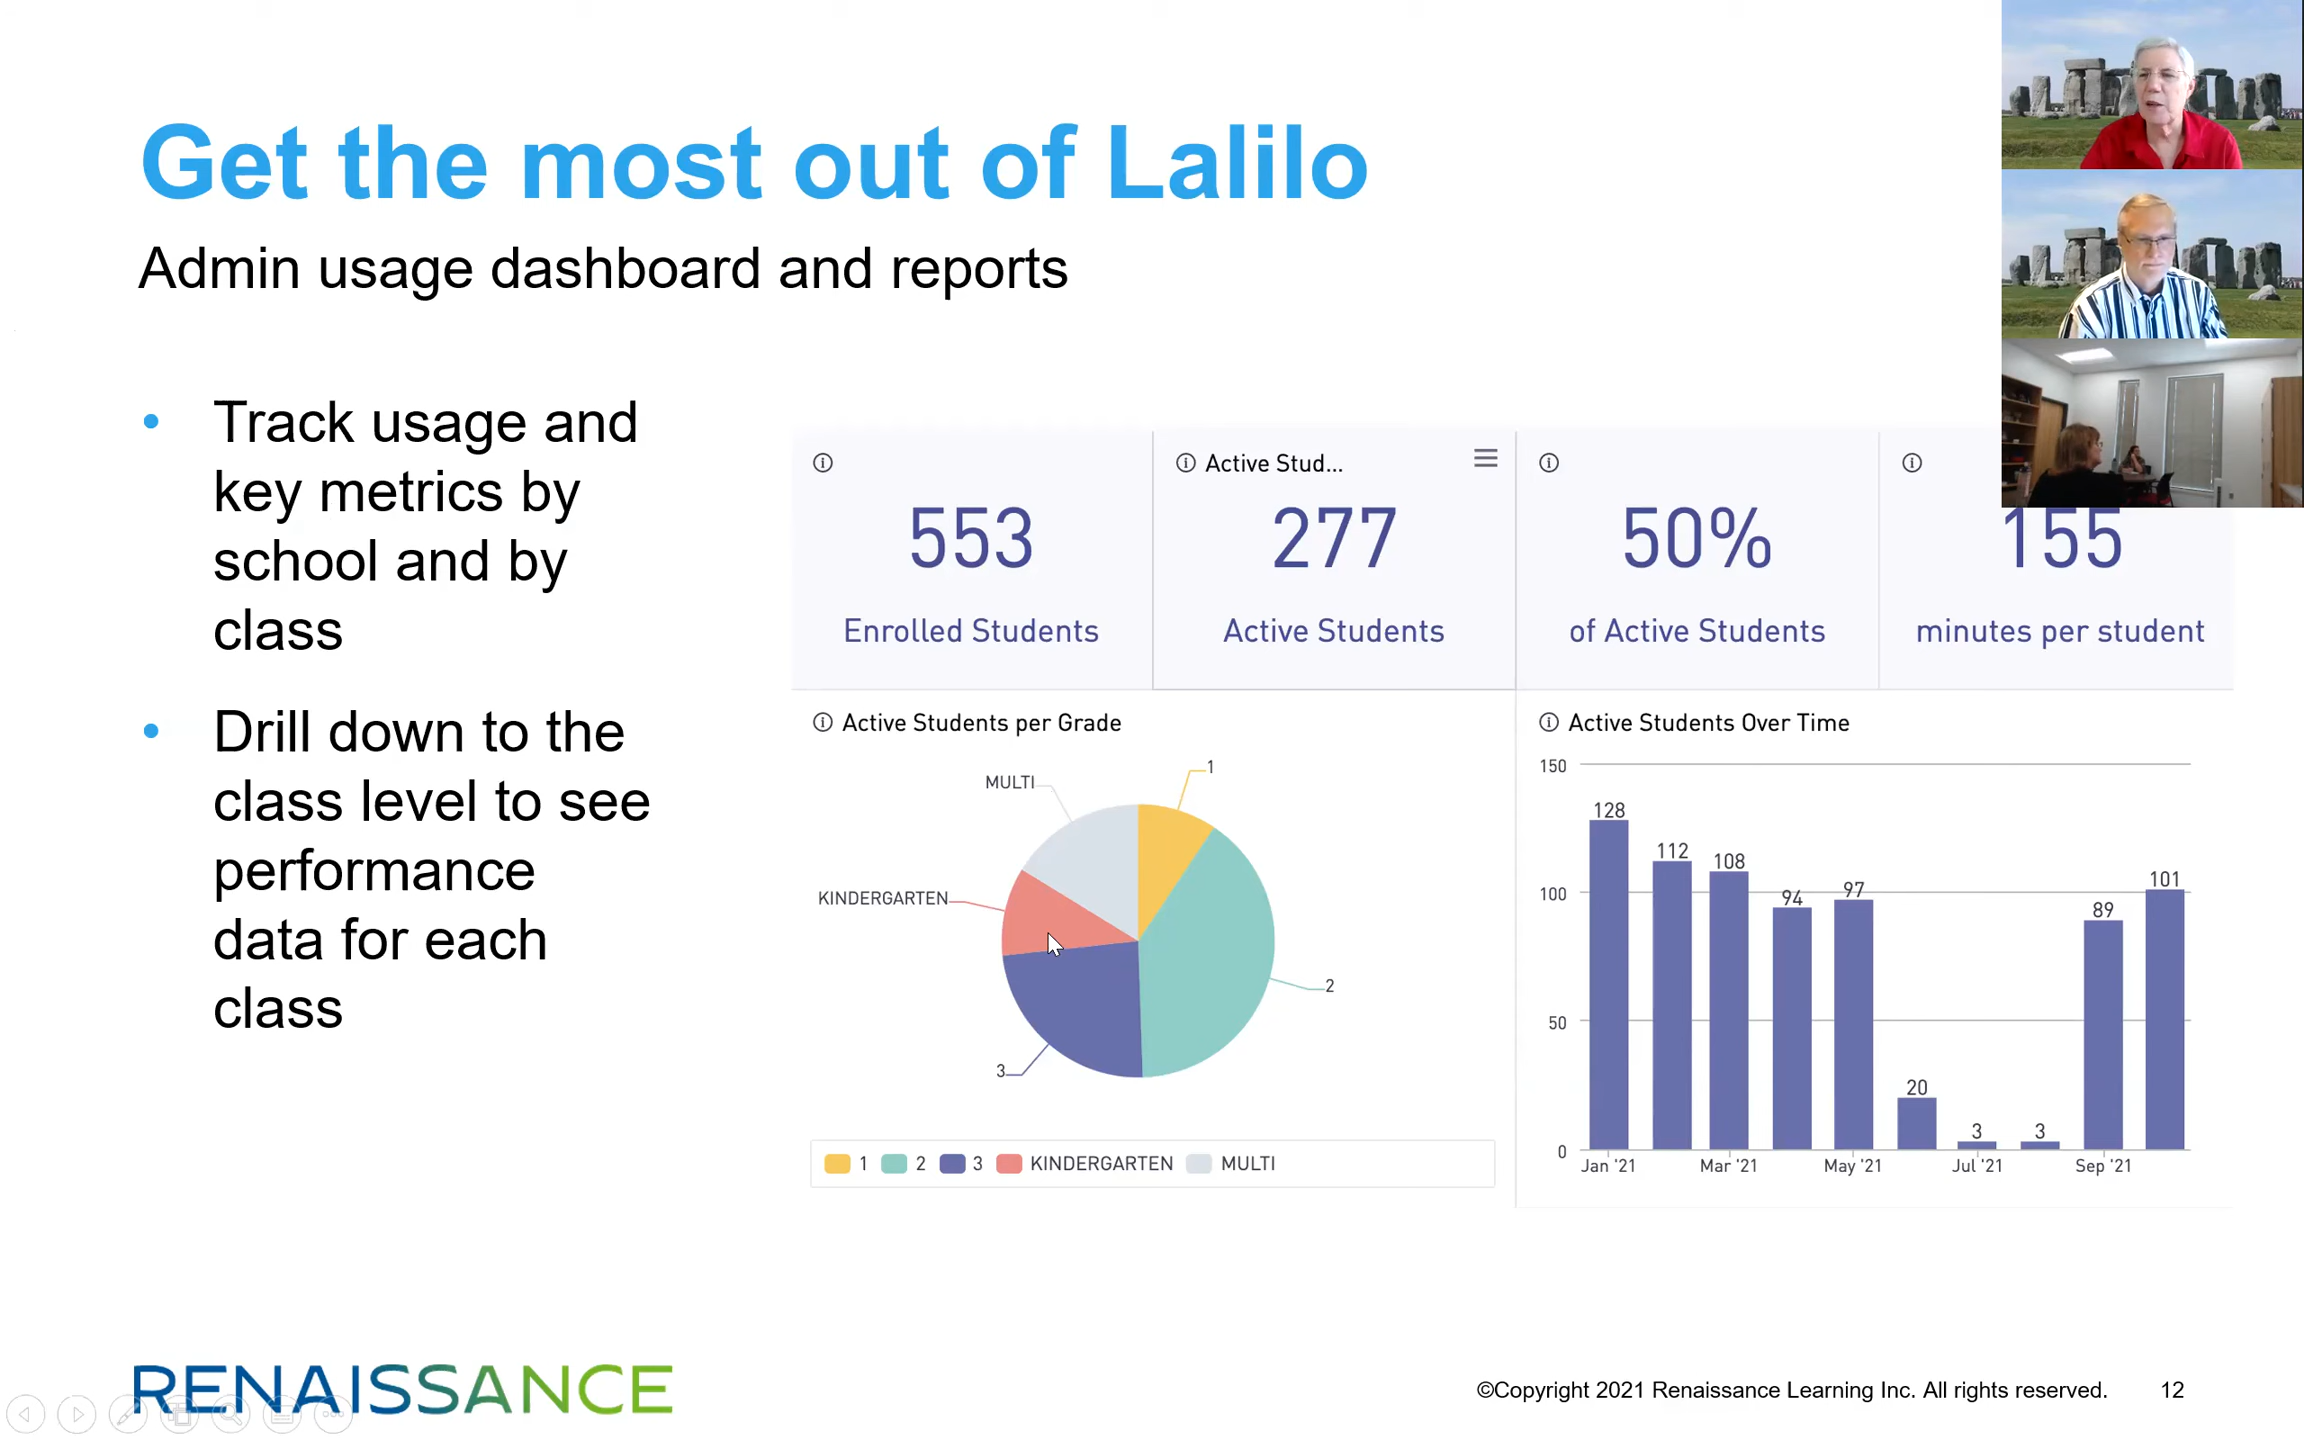 Get the most out of Lalilo
Admin usage dashboard and reports
• Track usage and
key metrics by
school and by
class
• Drill down to the
class level to see
performance
data for each
class
553
Enrolled Students
Active Stud...
277
Active Students
50%
of Active Students
155
minutes per student
Active Students per Grade
1
MULTI
KINDERGARTEN
2
3
1 2 3 KINDERGARTEN MULTI
Active Students Over Time
150
128
112
108
101
100
94
97
89
50
20
3
3
0
Jan '21 Mar '21 May '21 Jul '21 Sep '21
RENAISSANCE
©Copyright 2021 Renaissance Learning Inc. All rights reserved. 12